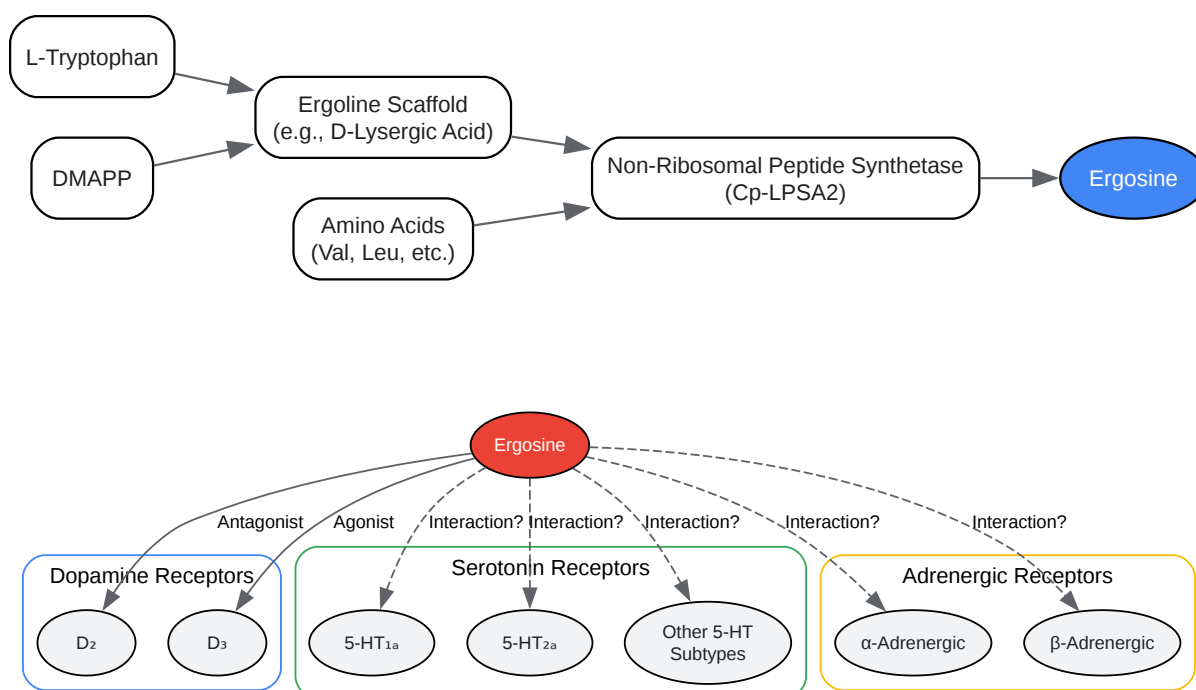 L-Tryptophan
DMAPP
Ergoline Scaffold
(e.g., D-Lysergic Acid)
Amino Acids
(Val, Leu, etc.)
Non-Ribosomal Peptide Synthetase
(Cp-LPSA2)
Ergosine
Ergosine
Antagonist
Agonist
Interaction?
Interaction?
Interaction?
Interaction?
Interaction?
Dopamine Receptors
D₂
D₃
Serotonin Receptors
5-HT₁ₐ
5-HT₂ₐ
Other 5-HT
Subtypes
Adrenergic Receptors
α-Adrenergic
β-Adrenergic